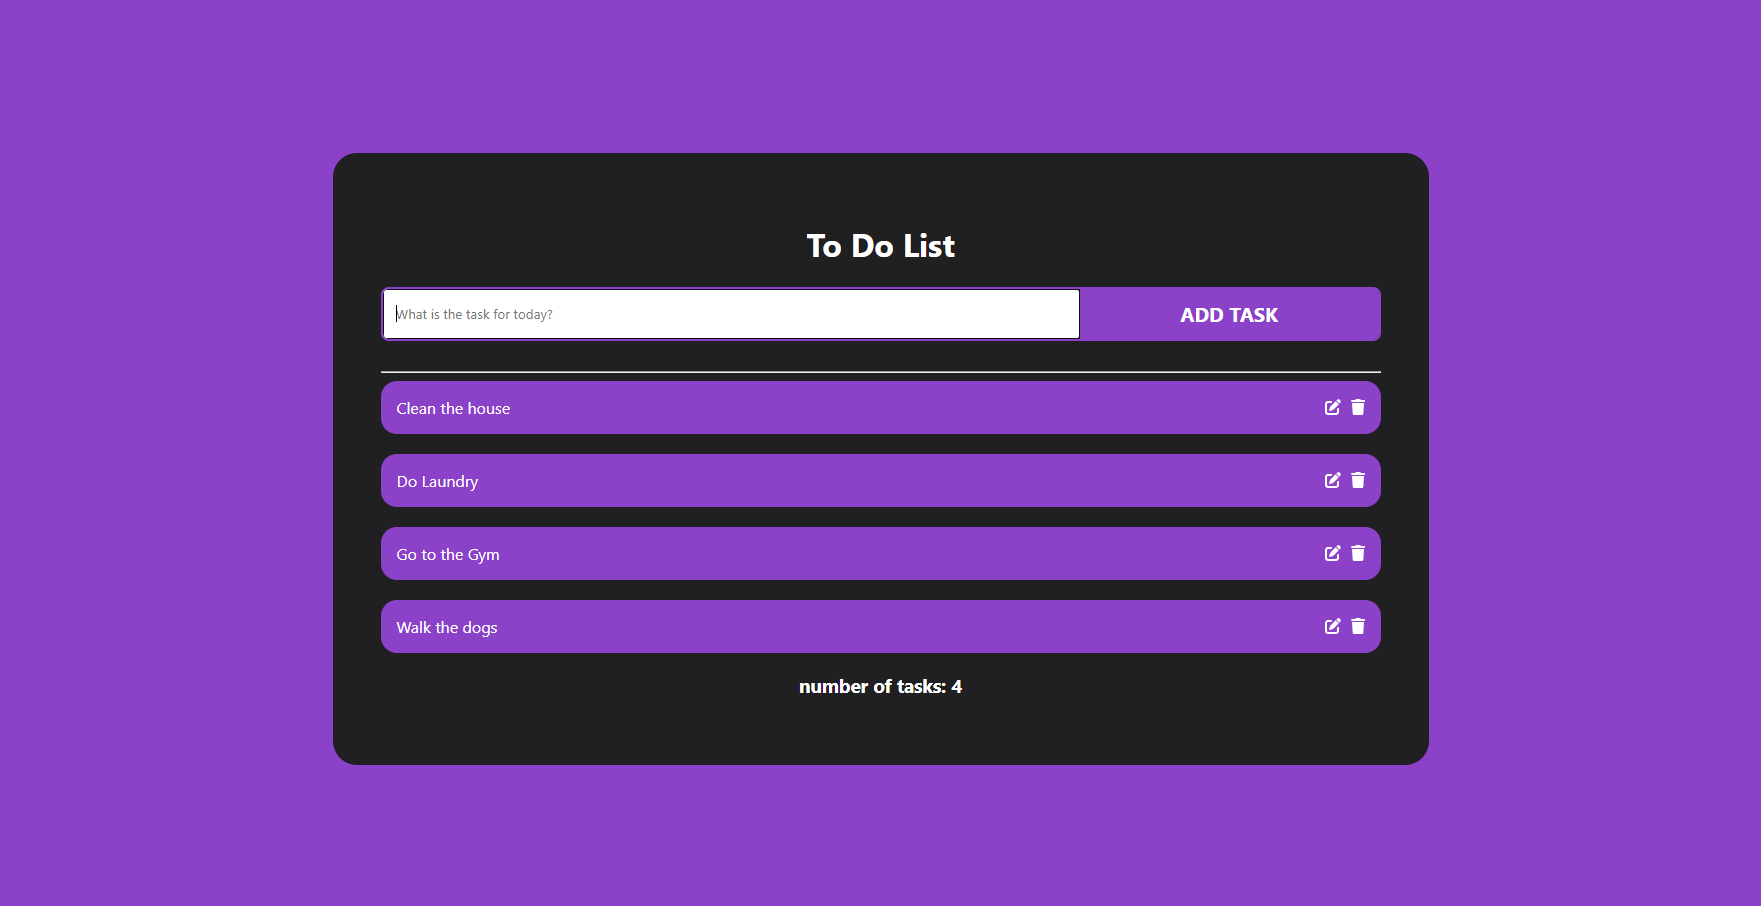 To Do List
What is the task for today?
ADD TASK
Clean the house
Do Laundry
Go to the Gym
Walk the dogs
number of tasks: 4